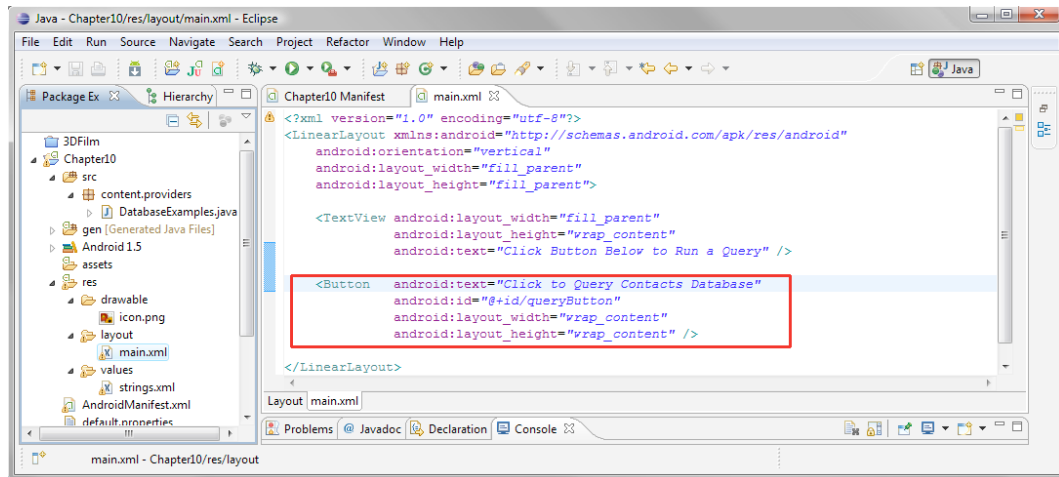 Java - Chapter10/res/layout/main.xml - Eclipse
File Edit Run Source Navigate Search Project Refactor Window Help
Java
Package Ex Hierarchy
Chapter10 Manifest main.xml
3DFilm
Chapter10
src
content.providers
DatabaseExamples.java
gen [Generated Java Files]
Android 1.5
assets
res
drawable
icon.png
layout
main.xml
values
strings.xml
AndroidManifest.xml
default.properties
<?xml version="1.0" encoding="utf-8"?>
<LinearLayout xmlns:android="http://schemas.android.com/apk/res/android"
android:orientation="vertical"
android:layout_width="fill_parent"
android:layout_height="fill_parent">
<TextView android:layout_width="fill_parent"
android:layout_height="wrap_content"
android:text="Click Button Below to Run a Query" />
<Button android:text="Click to Query Contacts Database"
android:id="@+id/queryButton"
android:layout_width="wrap_content"
android:layout_height="wrap_content" />
</LinearLayout>
Layout main.xml
Problems @ Javadoc Declaration Console
main.xml - Chapter10/res/layout